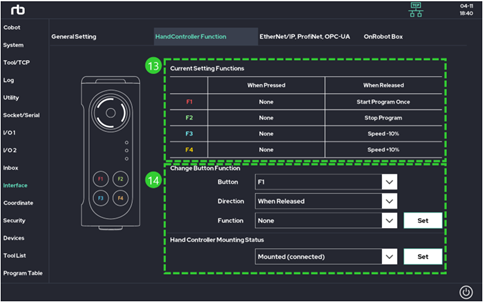 rb
TCP
04-11
18:40
Cobot
System
Tool/TCP
Log
Utility
Socket/Serial
I/O 1
I/O 2
Inbox
Interface
Coordinate
Security
Devices
Tool List
Program Table
General Setting
HandController Function
EtherNet/IP, ProfiNet, OPC-UA
OnRobot Box
13
Current Setting Functions
When Pressed When Released
F1 None Start Program Once
F2 None Stop Program
F3 None Speed -10%
F4 None Speed +10%
F1 F2
F3 F4
14
Change Button Function
Button F1
Direction When Released
Function None Set
Hand Controller Mounting Status
Mounted (connected) Set